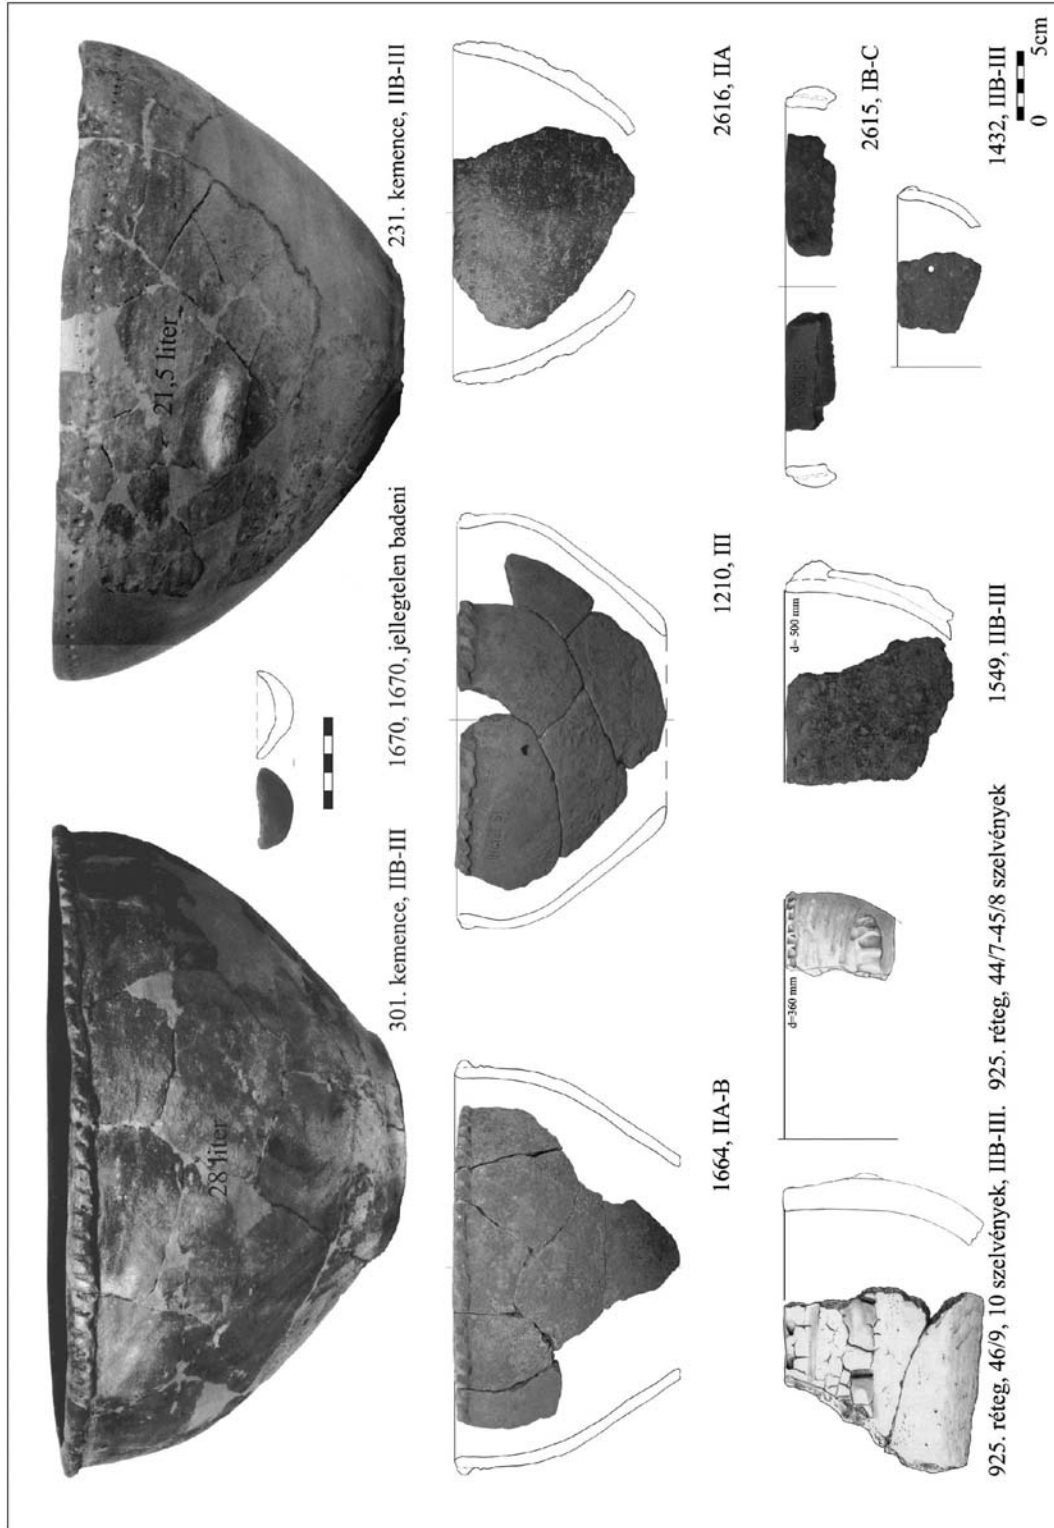 28 liter
301. kemence, IIB-III
1670, 1670, jellegtelen badeni
21,5 liter
231. kemence, IIB-III
1664, IIA-B
1210, III
2616, IIA
925. réteg, 46/9, 10 szelvények, IIB-III.
d=360 mm
925. réteg, 44/7-45/8 szelvények
d= 500 mm
1549, IIB-III
2615, IB-C
1432, IIB-III
0 5cm